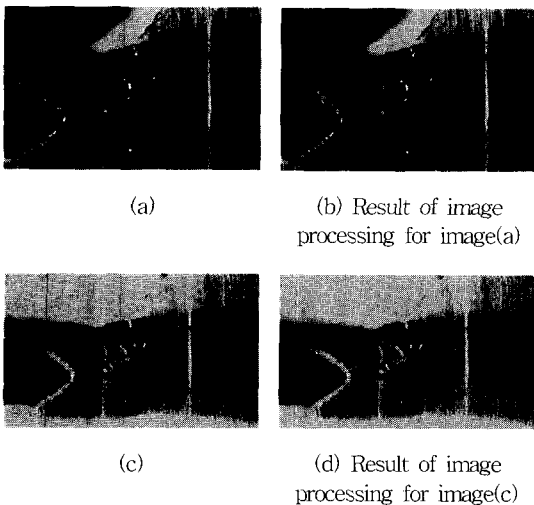 (a)
(b) Result of image
processing for image(a)
(c)
(d) Result of image
processing for image(c)